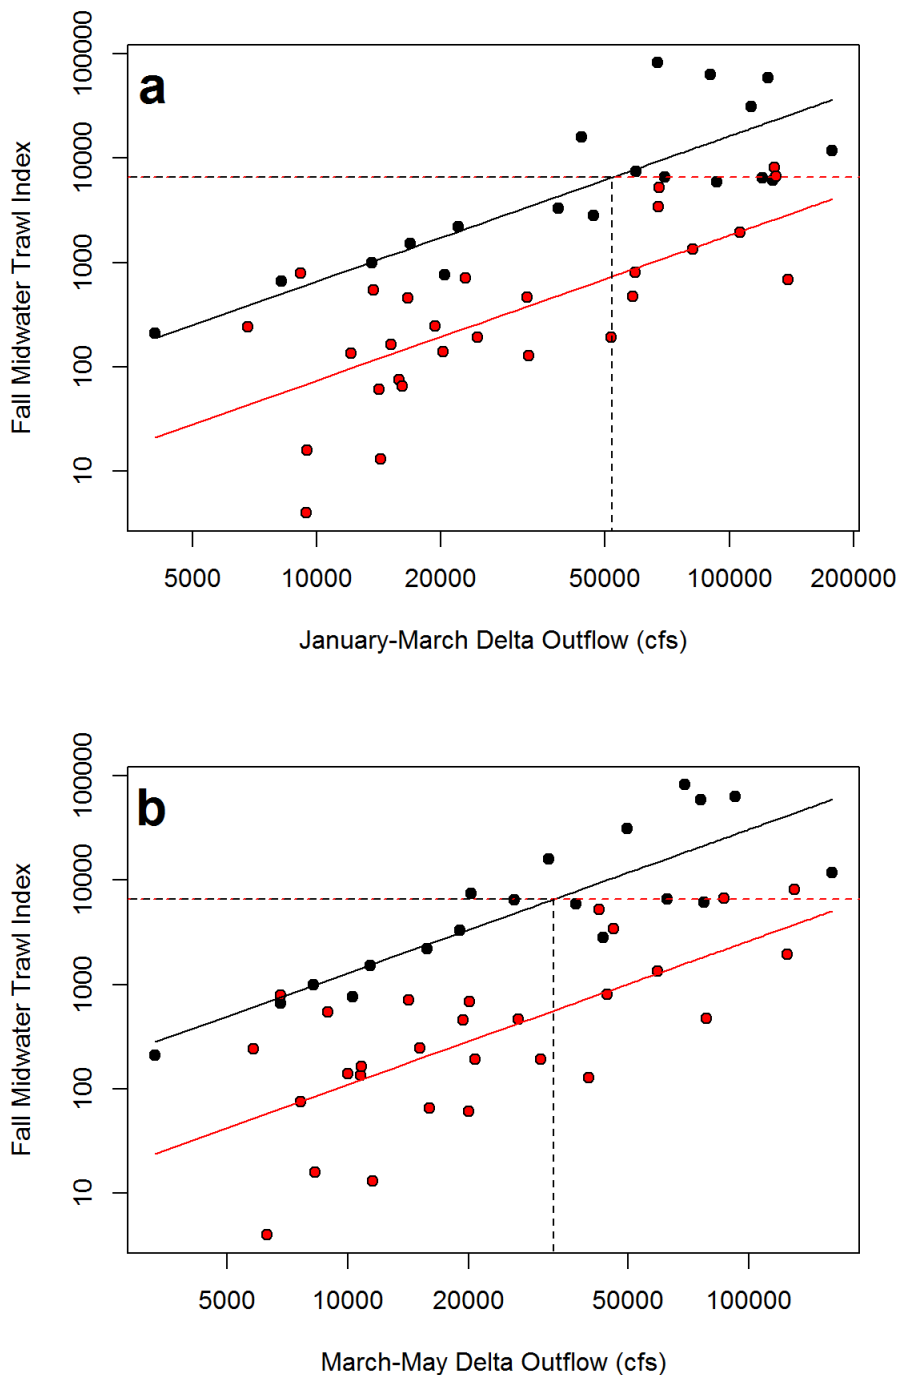 a
Fall Midwater Trawl Index
100000
10000
1000
100
10
5000 10000 20000 50000 100000 200000
January-March Delta Outflow (cfs)
b
Fall Midwater Trawl Index
100000
10000
1000
100
10
5000 10000 20000 50000 100000
March-May Delta Outflow (cfs)